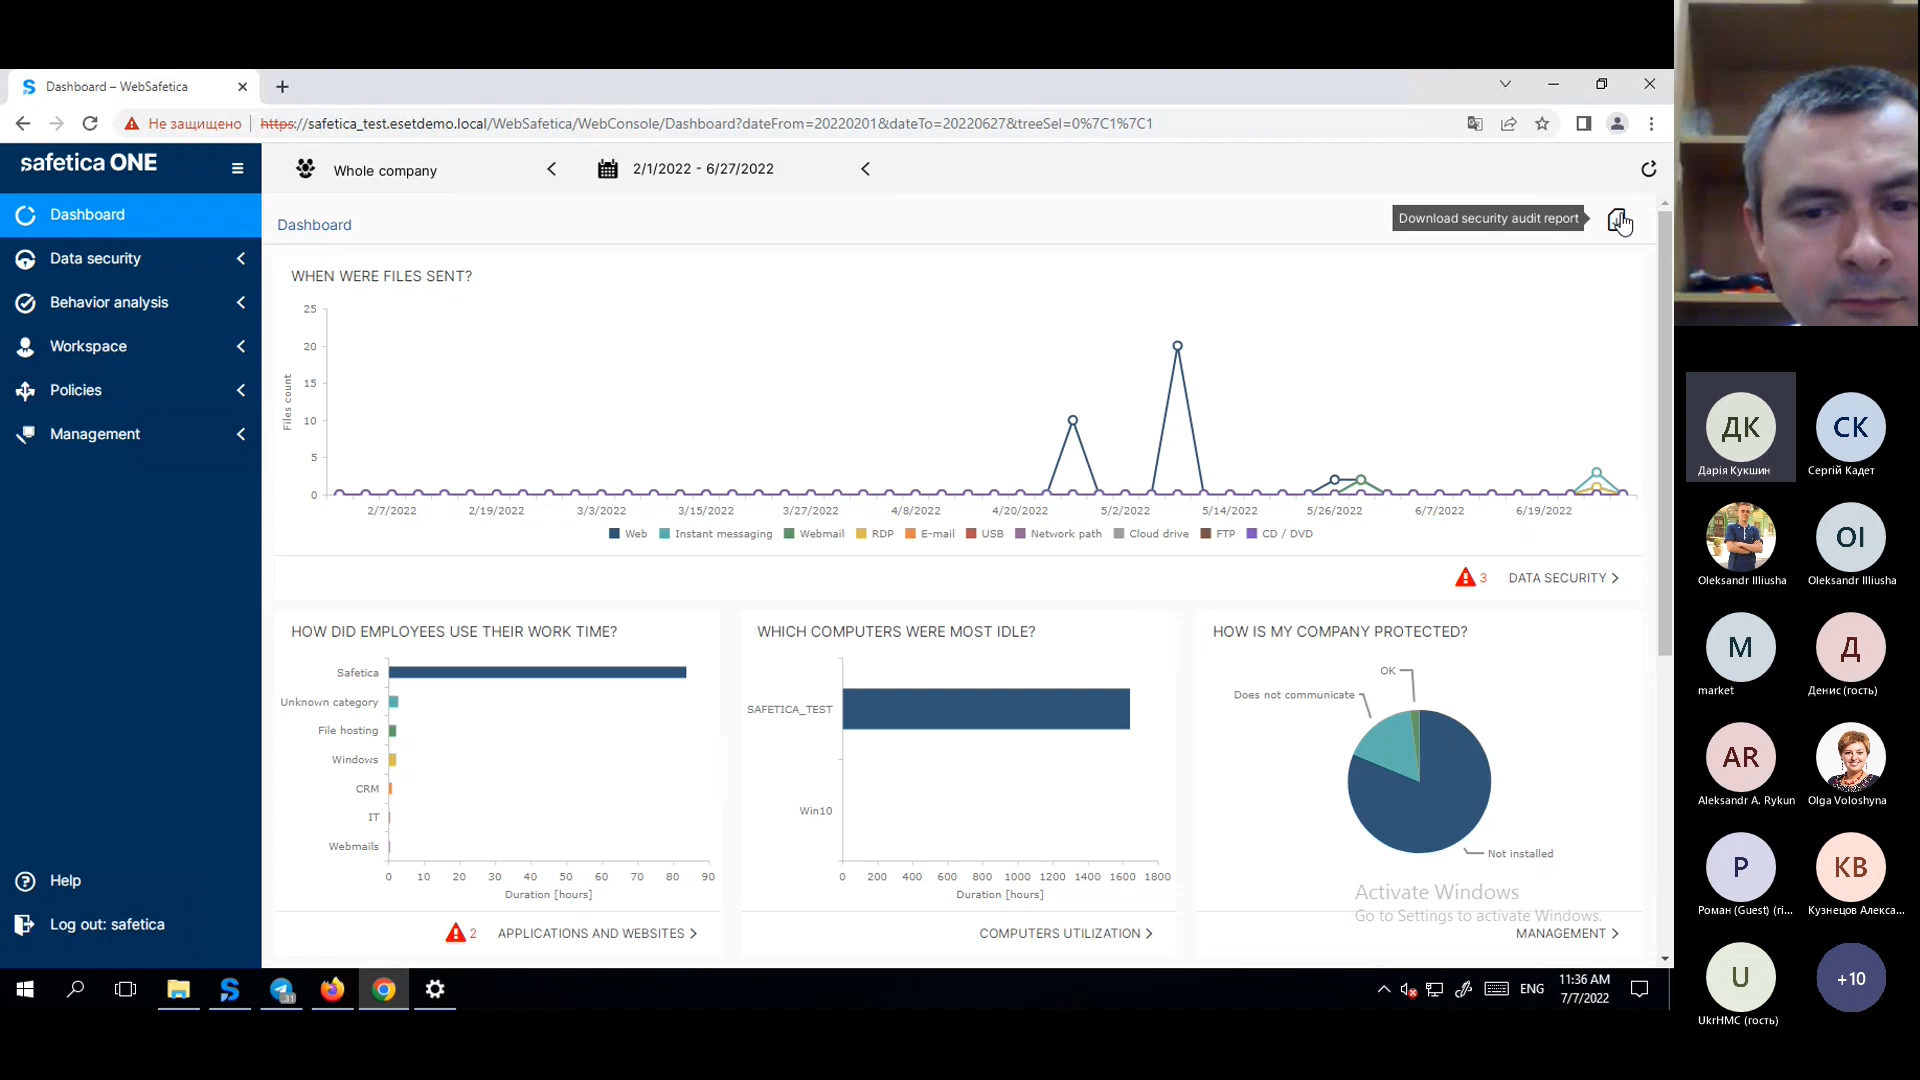 Dashboard – WebSafetica
Не защищено
https://safetica_test.esetdemo.local/WebSafetica/WebConsole/Dashboard?dateFrom=20220201&dateTo=20220627&treeSel=0%7C1%7C1
safetica ONE
Dashboard
Data security
Behavior analysis
Workspace
Policies
Management
Help
Log out: safetica
Whole company
2/1/2022 - 6/27/2022
Dashboard
Download security audit report
WHEN WERE FILES SENT?
Files count
25
20
15
10
5
0
2/7/2022 2/19/2022 3/3/2022 3/15/2022 3/27/2022 4/8/2022 4/20/2022 5/2/2022 5/14/2022 5/26/2022 6/7/2022 6/19/2022
Web Instant messaging Webmail RDP E-mail USB Network path Cloud drive FTP CD / DVD
3 DATA SECURITY
HOW DID EMPLOYEES USE THEIR WORK TIME?
Safetica
Unknown category
File hosting
Windows
CRM
IT
Webmails
0 10 20 30 40 50 60 70 80 90
Duration [hours]
2 APPLICATIONS AND WEBSITES
WHICH COMPUTERS WERE MOST IDLE?
SAFETICA_TEST
Win10
0 200 400 600 800 1000 1200 1400 1600 1800
Duration [hours]
COMPUTERS UTILIZATION
HOW IS MY COMPANY PROTECTED?
OK
Does not communicate
Not installed
Activate Windows
Go to Settings to activate Windows.
MANAGEMENT
31
ENG
11:36 AM
7/7/2022
ДК
Дарія Кукшин
СК
Сергій Кадет
Oleksandr Illiusha
OI
Oleksandr Illiusha
M
market
Д
Денис (гость)
AR
Aleksandr A. Rykun
Olga Voloshyna
P
Роман (Guest) (гі...
КВ
Кузнецов Алекса...
U
UkrHMC (гость)
+10